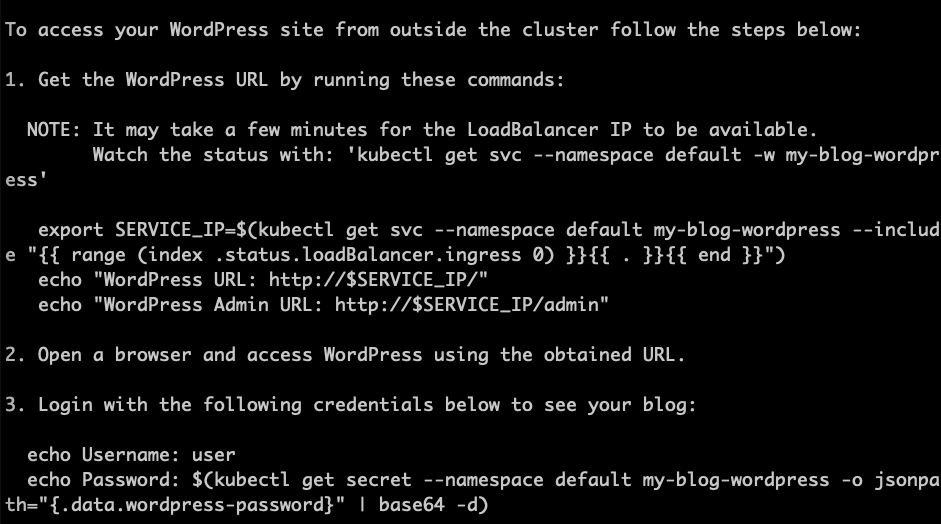 To access your WordPress site from outside the cluster follow the steps below:
1. Get the WordPress URL by running these commands:
NOTE: It may take a few minutes for the LoadBalancer IP to be available.
Watch the status with: 'kubectl get svc --namespace default -w my-blog-wordpr
ess'
export SERVICE_IP=$(kubectl get svc --namespace default my-blog-wordpress --includ
e "{{ range (index .status.loadBalancer.ingress 0) }}{{ . }}{{ end }}")
echo "WordPress URL: http://$SERVICE_IP/"
echo "WordPress Admin URL: http://$SERVICE_IP/admin"
2. Open a browser and access WordPress using the obtained URL.
3. Login with the following credentials below to see your blog:
echo Username: user
echo Password: $(kubectl get secret --namespace default my-blog-wordpress -o jsonpa
th="{.data.wordpress-password}" | base64 -d)